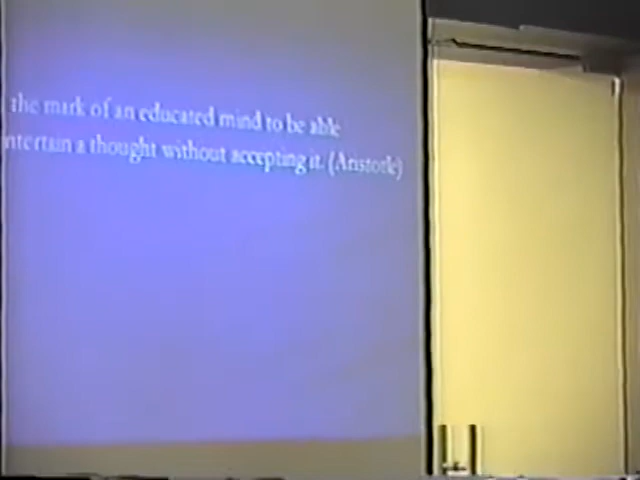 the mark of an educated mind to be able
ntertain a thought without accepting it. (Aristotle)